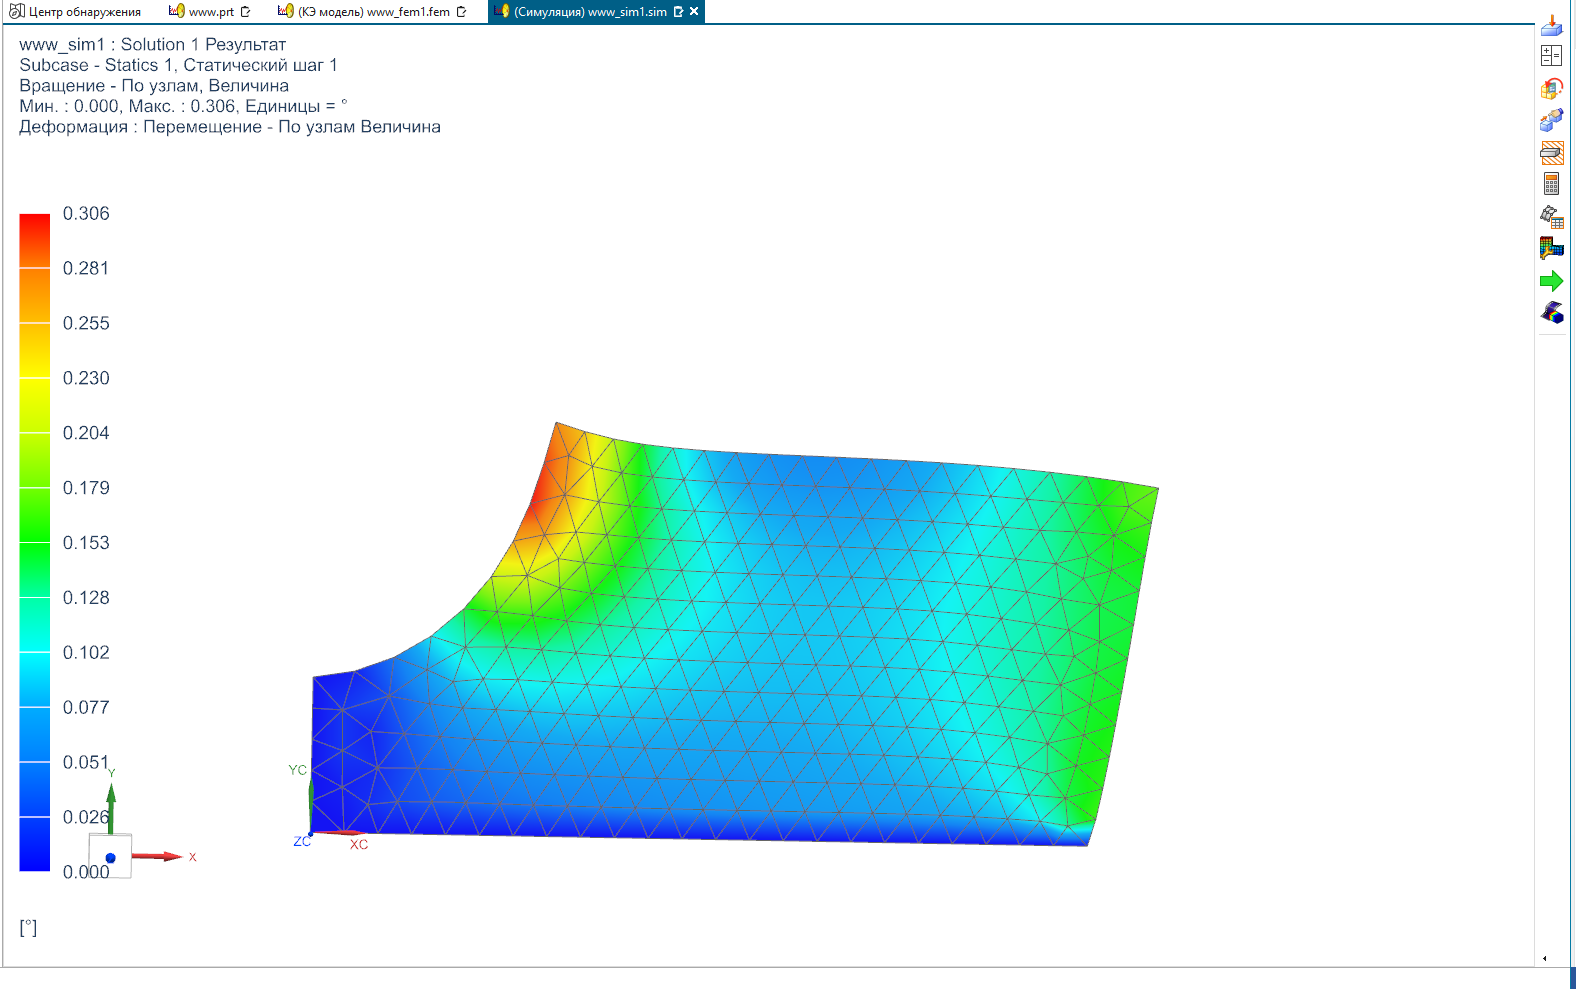 Центр обнаружения
www.prt
(КЭ модель) www_fem1.fem
(Симуляция) www_sim1.sim
www_sim1 : Solution 1 Результат
Subcase - Statics 1, Статический шаг 1
Вращение - По узлам, Величина
Мин. : 0.000, Макс. : 0.306, Единицы = °
Деформация : Перемещение - По узлам Величина
0.306
0.281
0.255
0.230
0.204
0.179
0.153
0.128
0.102
0.077
0.051
0.026
0.000
[°]
Y
X
YC
ZC
XC